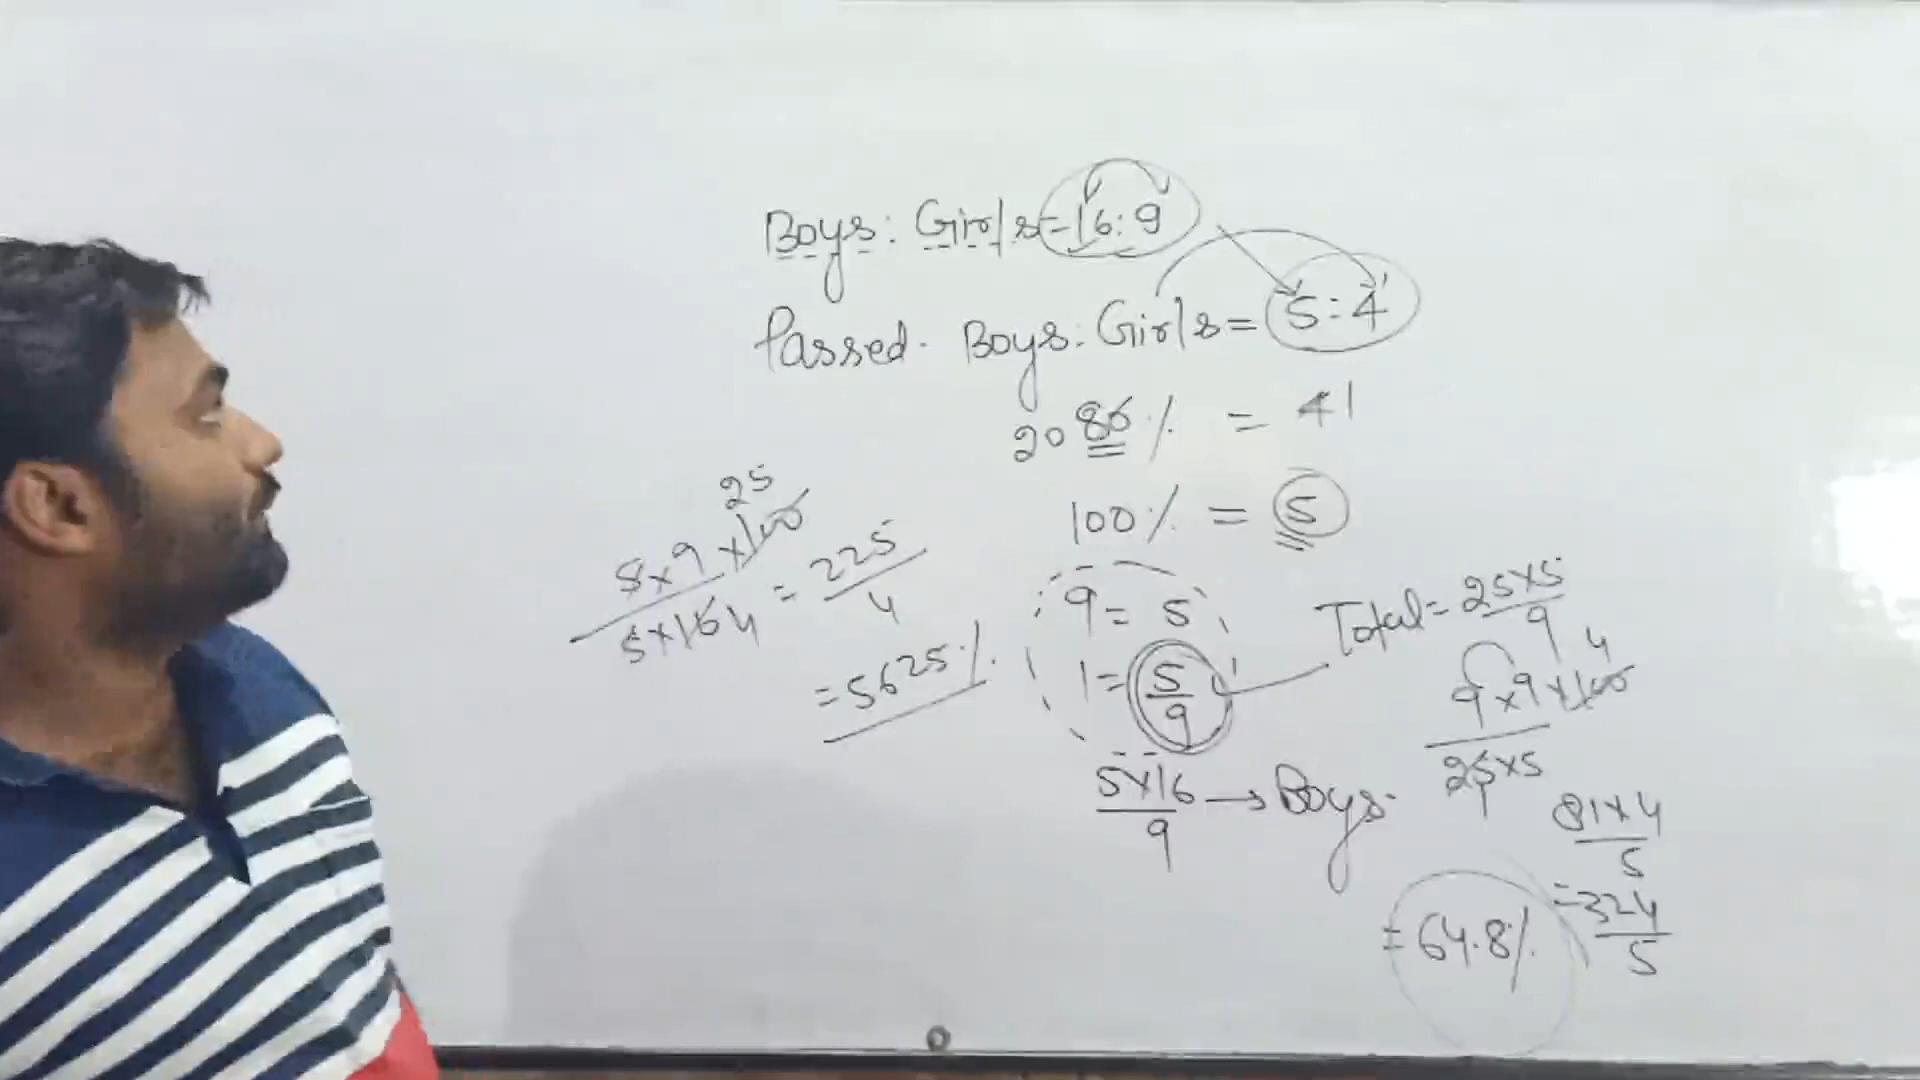 Boys: Girls=16:9
Passed. Boys: Girls= 5:4
20 80% = 41
100% = 5
25
5×9×100 = 225
5×16 4 4
= 5625%
9= 5
1= 5
9
Total= 25×5
9
4
9×9×100
25×5
5×16 → Boys.
9
81×4
5
=324
5
= 64.8%